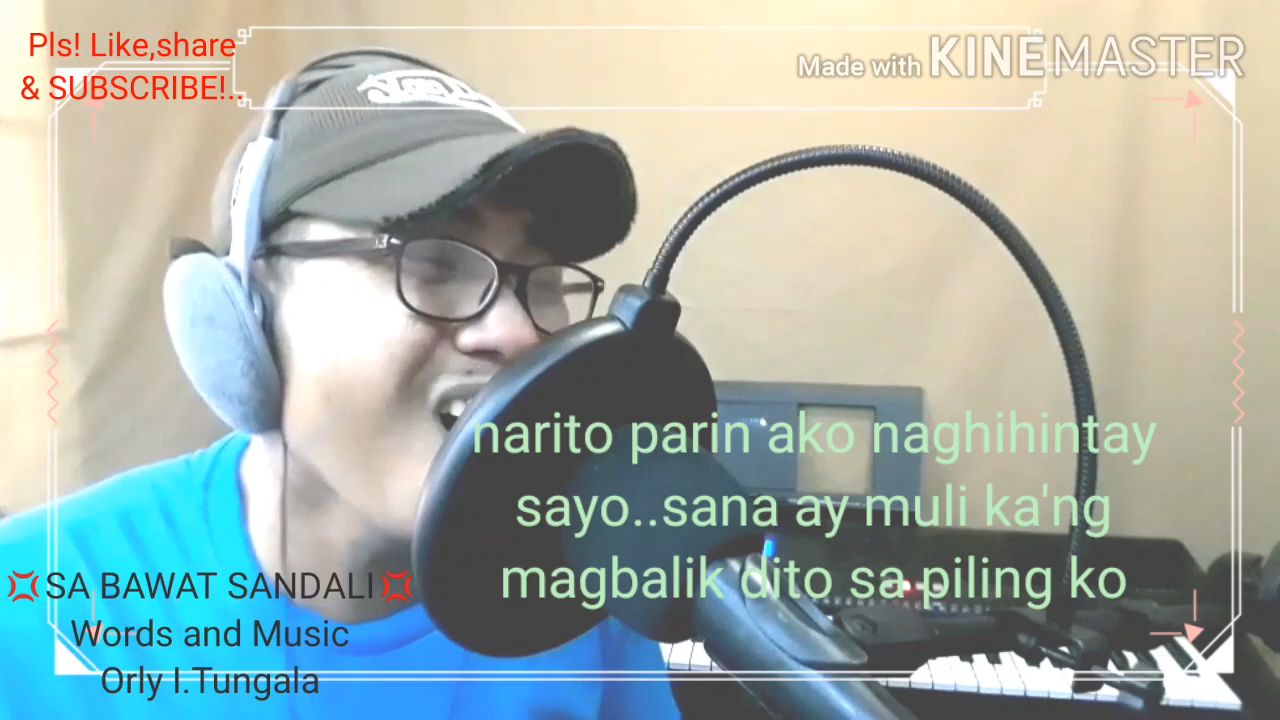 Pls! Like,share
& SUBSCRIBE!..
Made with KINEMASTER
narito parin ako naghihintay
sayo..sana ay muli ka'ng
magbalik dito sa piling ko
💢SA BAWAT SANDALI💢
Words and Music
Orly I.Tungala